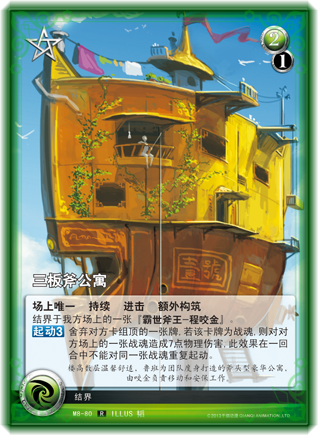 2
1
三板斧公寓
场上唯一 持续 进击 额外构筑
结界于我方场上的一张『霸世斧王-程咬金』。
起动3 舍弃对方卡组顶的一张牌,若该卡牌为战魂,则对对
方场上的一张战魂造成7点物理伤害,此效果在一回
合中不能对同一张战魂重复起动。
楼高数层温馨舒适,鲁班为团队度身打造的斧头型豪华公寓,
由咬金负责移动和安保工作。
结界
M8-80 R ILLUS 韬